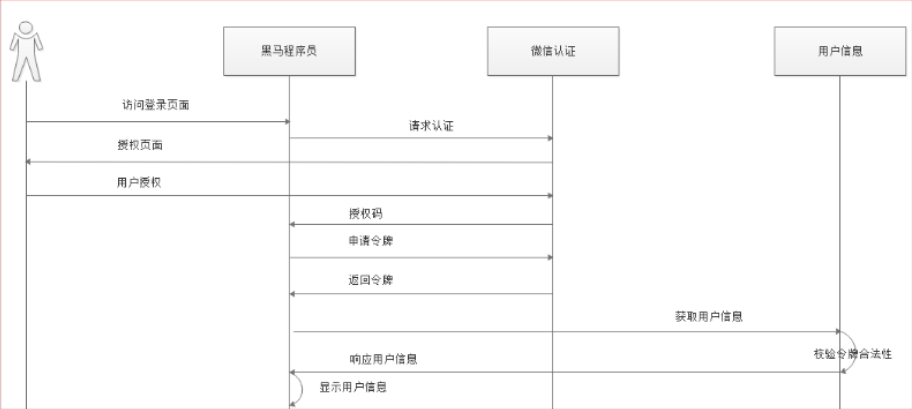 黑马程序员
微信认证
用户信息
访问登录页面
请求认证
授权页面
用户授权
授权码
申请令牌
返回令牌
获取用户信息
校验令牌合法性
响应用户信息
显示用户信息